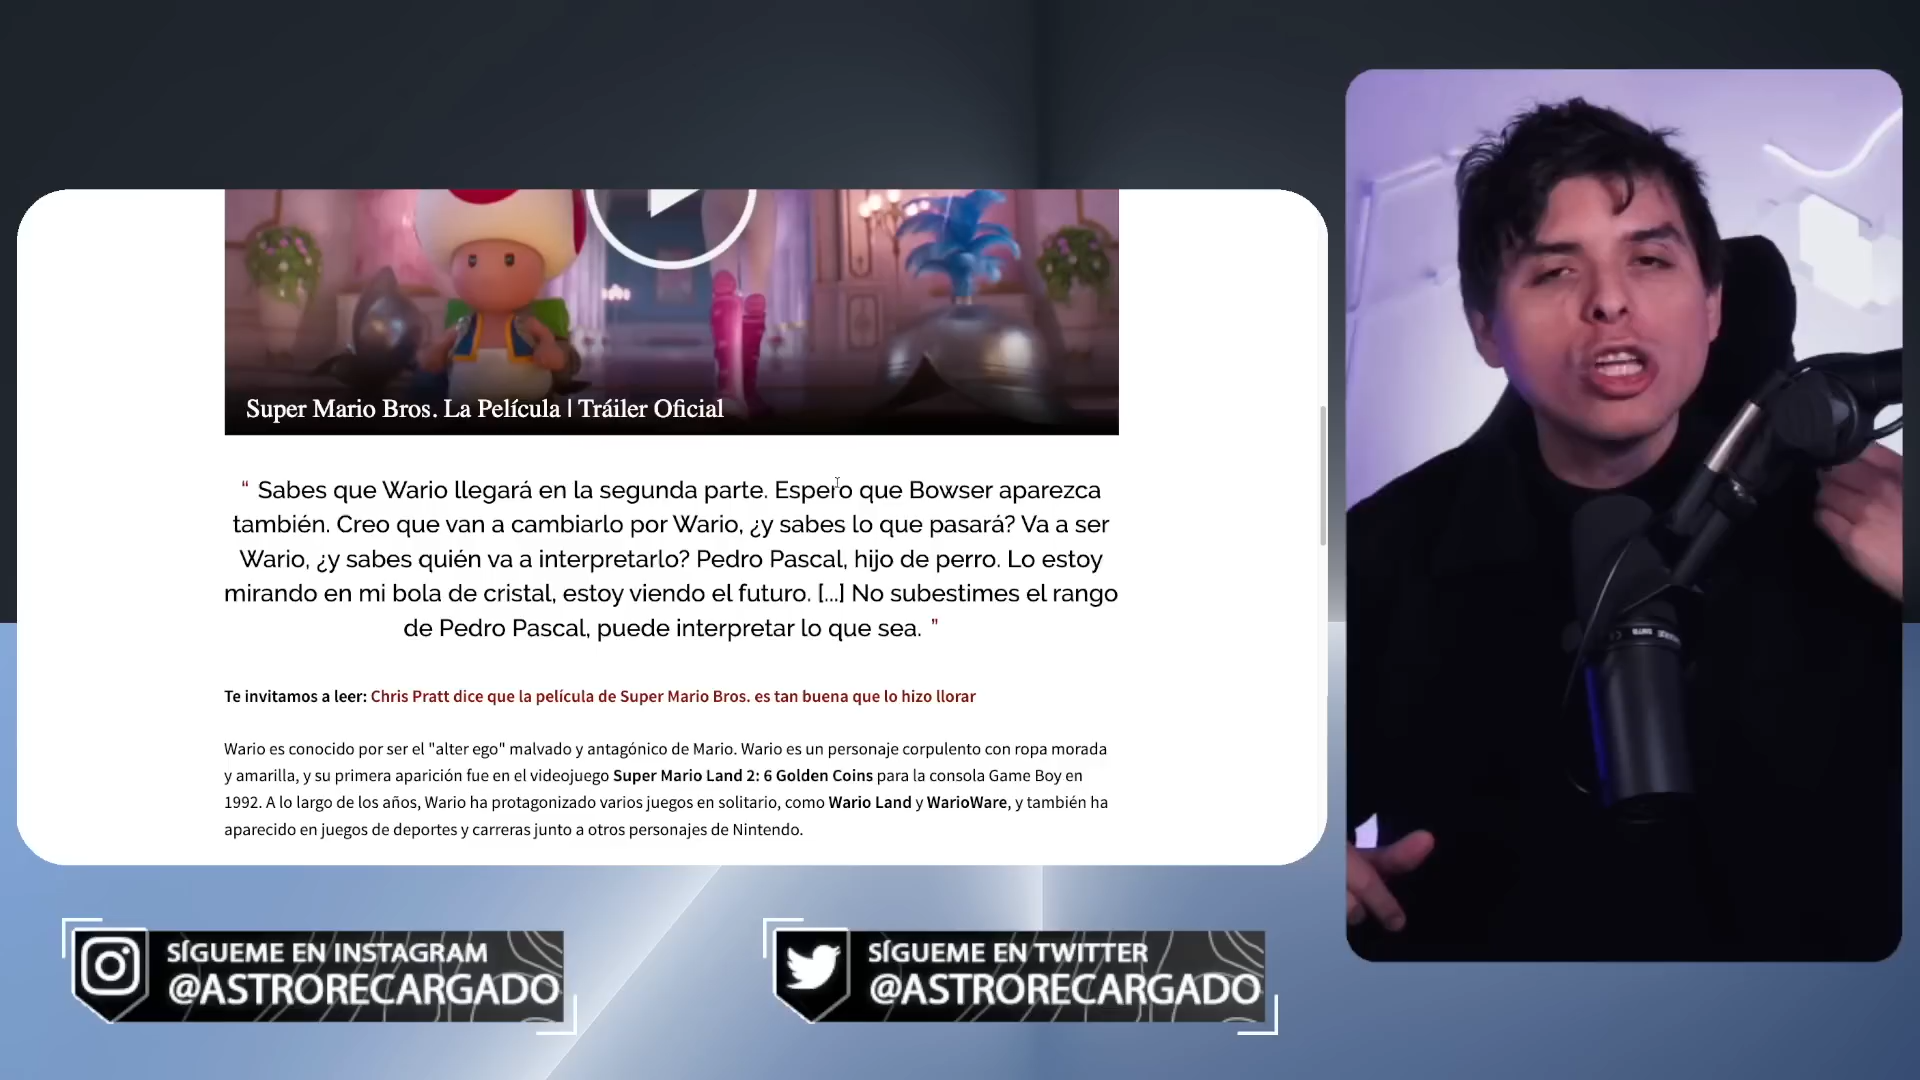 Super Mario Bros. La Película | Tráiler Oficial
“ Sabes que Wario llegará en la segunda parte. Espero que Bowser aparezca
también. Creo que van a cambiarlo por Wario, ¿y sabes lo que pasará? Va a ser
Wario, ¿y sabes quién va a interpretarlo? Pedro Pascal, hijo de perro. Lo estoy
mirando en mi bola de cristal, estoy viendo el futuro. [...] No subestimes el rango
de Pedro Pascal, puede interpretar lo que sea. ”
Te invitamos a leer: Chris Pratt dice que la película de Super Mario Bros. es tan buena que lo hizo llorar
Wario es conocido por ser el "alter ego" malvado y antagónico de Mario. Wario es un personaje corpulento con ropa morada
y amarilla, y su primera aparición fue en el videojuego Super Mario Land 2: 6 Golden Coins para la consola Game Boy en
1992. A lo largo de los años, Wario ha protagonizado varios juegos en solitario, como Wario Land y WarioWare, y también ha
aparecido en juegos de deportes y carreras junto a otros personajes de Nintendo.
SÍGUEME EN INSTAGRAM
@ASTRORECARGADO
SÍGUEME EN TWITTER
@ASTRORECARGADO